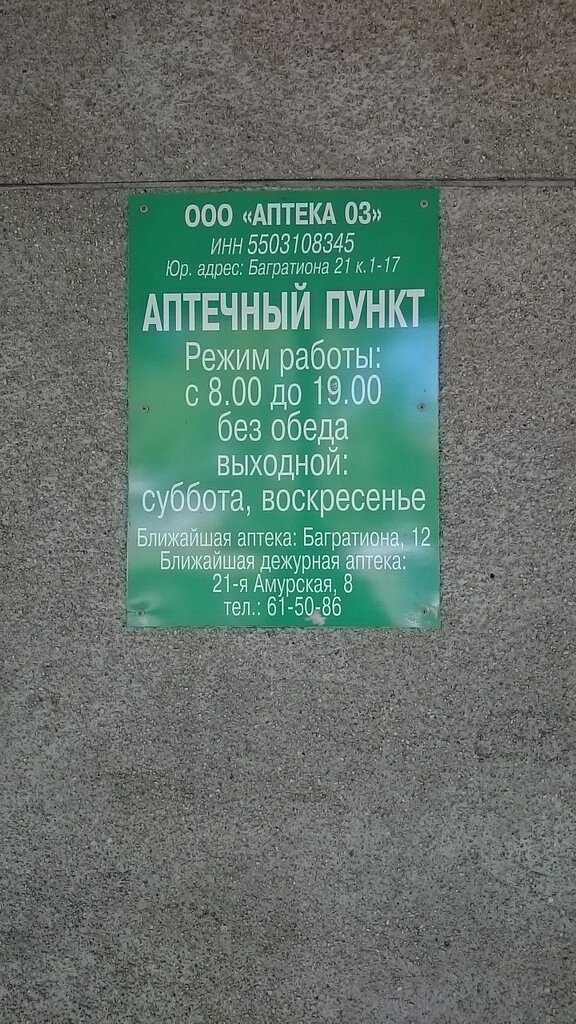 ООО «АПТЕКА 03»
ИНН 5503108345
Юр. адрес: Багратиона 21 к.1-17
АПТЕЧНЫЙ ПУНКТ
Режим работы:
с 8.00 до 19.00
без обеда
выходной:
суббота, воскресенье
Ближайшая аптека: Багратиона, 12
Ближайшая дежурная аптека:
21-я Амурская, 8
тел.: 61-50-86